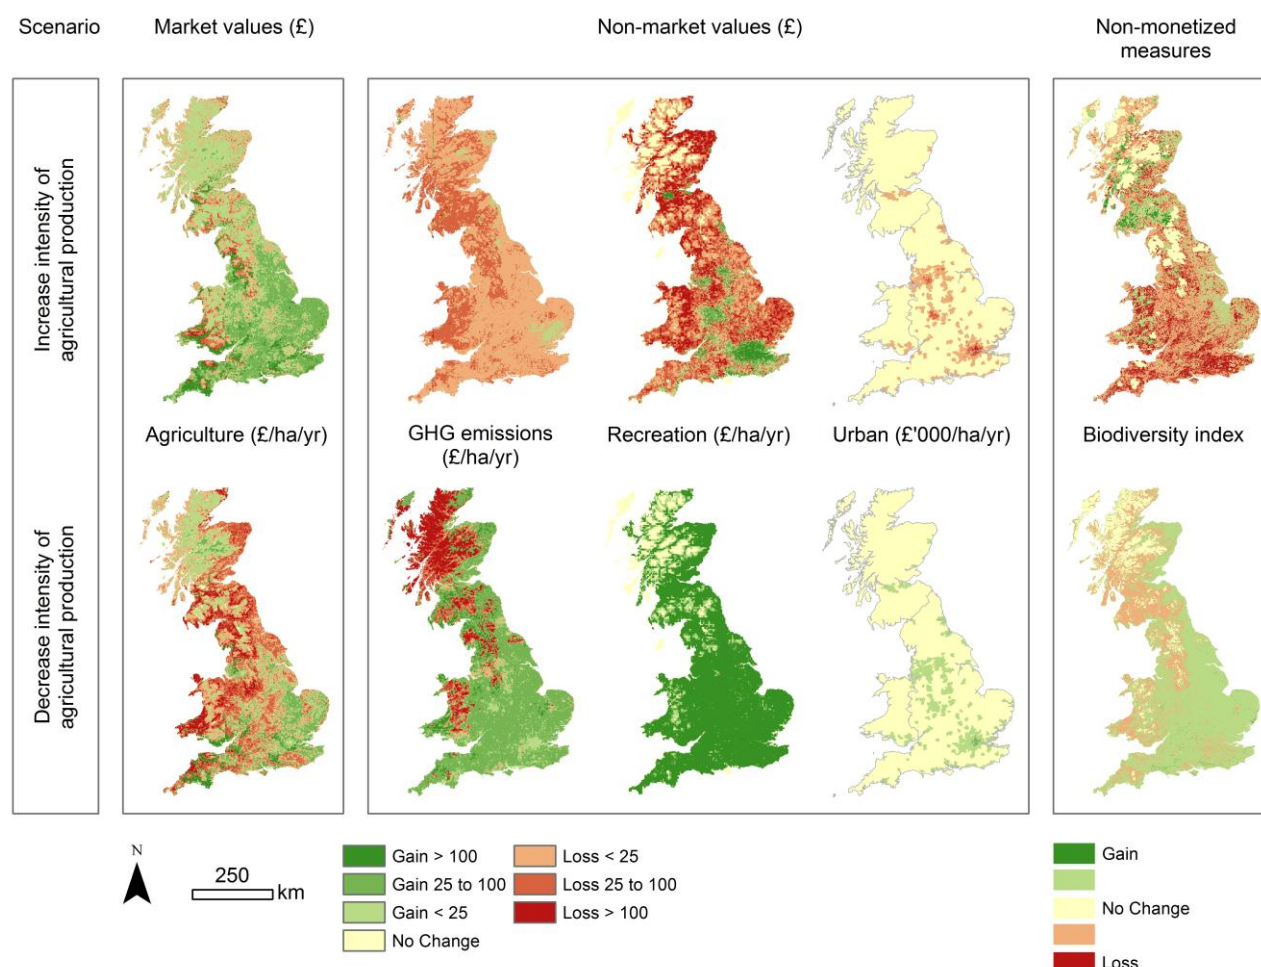 Scenario
Market values (£)
Non-market values (£)
Non-monetized
measures
Increase intensity of
agricultural production
Agriculture (£/ha/yr)
GHG emissions
(£/ha/yr)
Recreation (£/ha/yr)
Urban (£'000/ha/yr)
Biodiversity index
Decrease intensity of
agricultural production
N
250
km
Gain > 100
Gain 25 to 100
Gain < 25
No Change
Loss < 25
Loss 25 to 100
Loss > 100
Gain
No Change
Loss